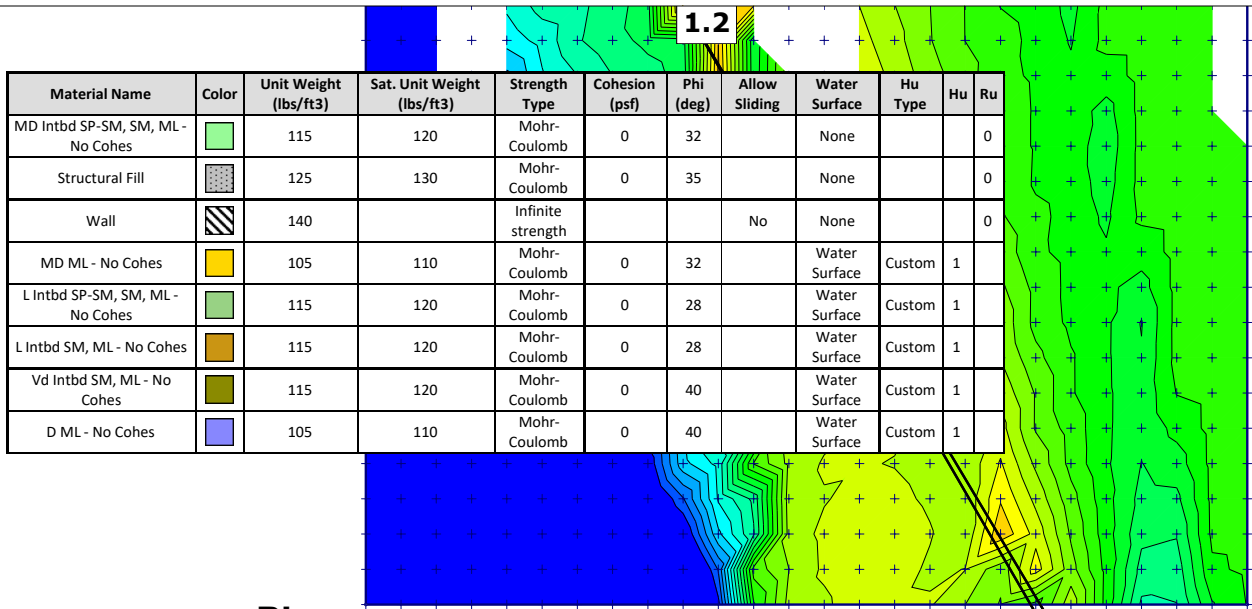 1.2
Material Name Color Unit Weight (lbs/ft3) Sat. Unit Weight (lbs/ft3) Strength Type Cohesion (psf) Phi (deg) Allow Sliding Water Surface Hu Type Hu Ru
MD Intbd SP-SM, SM, ML - No Cohes 115 120 Mohr-Coulomb 0 32 None 0
Structural Fill 125 130 Mohr-Coulomb 0 35 None 0
Wall 140 Infinite strength No None 0
MD ML - No Cohes 105 110 Mohr-Coulomb 0 32 Water Surface Custom 1
L Intbd SP-SM, SM, ML - No Cohes 115 120 Mohr-Coulomb 0 28 Water Surface Custom 1
L Intbd SM, ML - No Cohes 115 120 Mohr-Coulomb 0 28 Water Surface Custom 1
Vd Intbd SM, ML - No Cohes 115 120 Mohr-Coulomb 0 40 Water Surface Custom 1
D ML - No Cohes 105 110 Mohr-Coulomb 0 40 Water Surface Custom 1